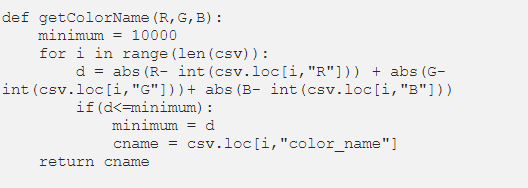 def getColorName(R,G,B):
    minimum = 10000
    for i in range(len(csv)):
        d = abs(R- int(csv.loc[i,"R"])) + abs(G-
int(csv.loc[i,"G"]))+ abs(B- int(csv.loc[i,"B"]))
        if(d<=minimum):
            minimum = d
            cname = csv.loc[i,"color_name"]
    return cname